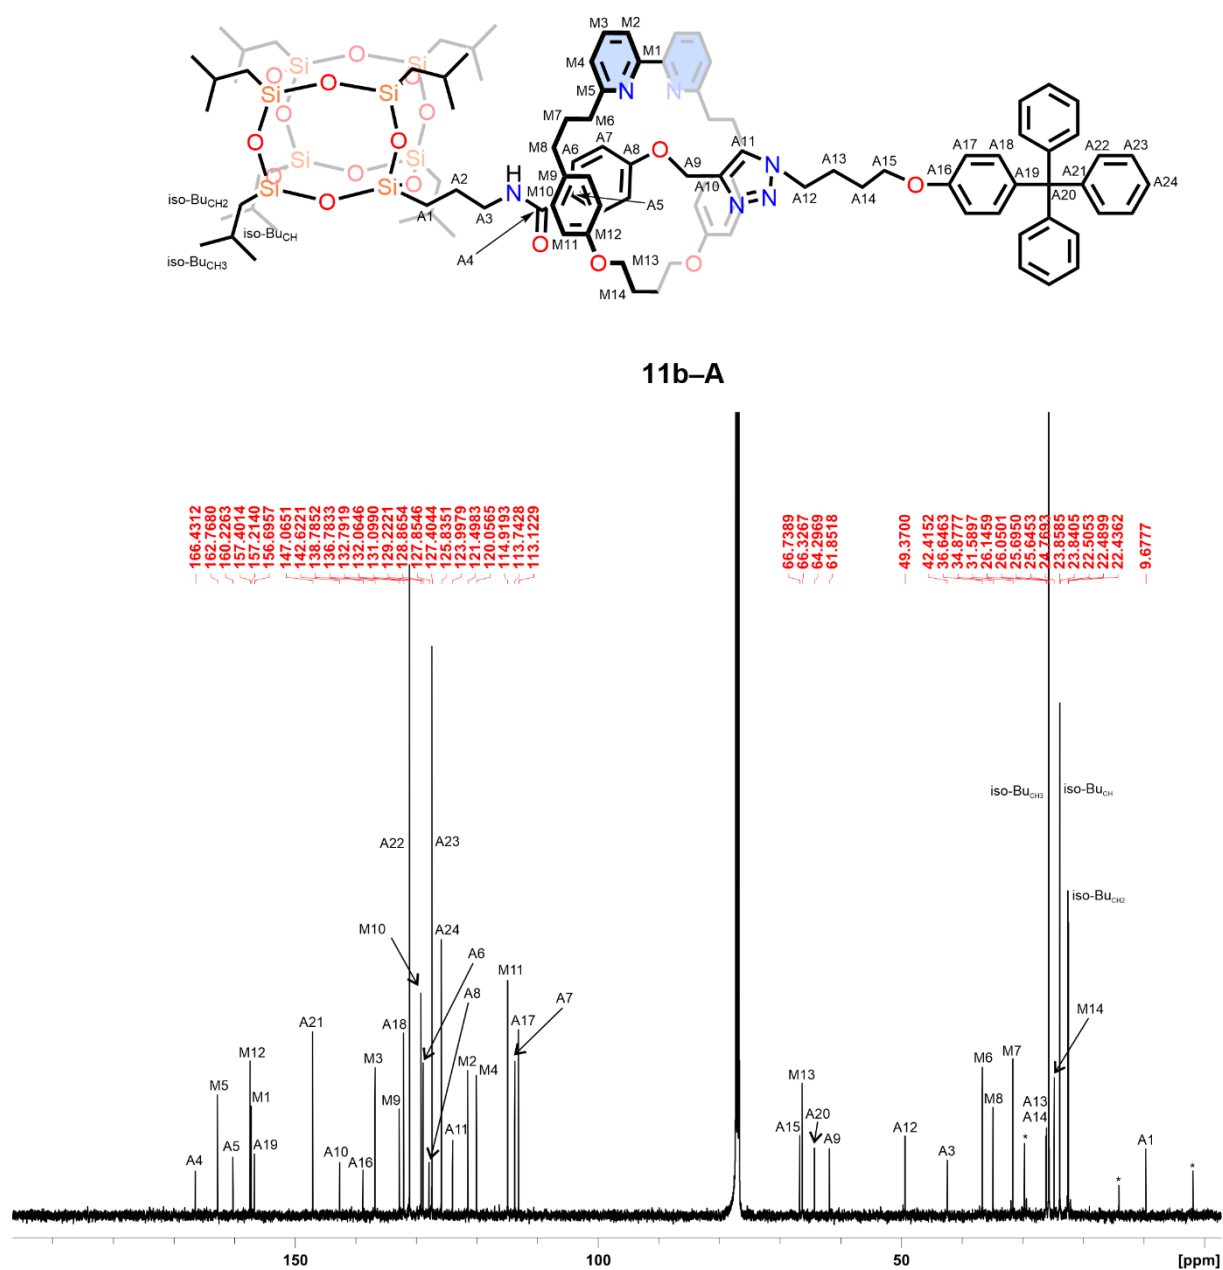 M3 M2
M1
M4
M5
N N
M7 M6
M8
A6 A7 A8 O A9 A11
M9
M10
A10 N N N
A12 A13 A14 A15 O
A16 A17 A18 A19 A20 A21 A22 A23 A24
Si O Si
O O
Si O Si
Si O Si
O O
Si O Si
A1 A2 A3
H
N
A4
O
A5
M11 M12
O M13 O
M14
iso-BuCH2
iso-BuCH
iso-BuCH3
11b–A
166.4312
162.7680
160.2263
157.4014
157.2140
156.6957
147.0651
142.6221
138.7852
136.7833
132.7919
132.0646
131.0990
129.2221
128.8654
127.8546
127.4044
125.8351
123.9979
121.4983
120.0565
114.9193
113.7428
113.1229
66.7389
66.3267
64.2969
61.8518
49.3700
42.4152
36.6463
34.8777
31.5897
26.1459
26.0501
25.6950
25.6453
24.7693
23.8585
23.8405
22.5053
22.4899
22.4362
9.6777
iso-BuCH3
iso-BuCH
iso-BuCH2
A22
A23
M10
A24
A6
A8
M11
A7
A21
A18
A17
M14
M12
M3
M2
M4
M6
M7
M5
M1
M9
M13
M8
A13
A14
A4
A5
A19
A10
A16
A11
A15
A20
A9
A12
A3
A1
*
*
*
150 100 50 [ppm]